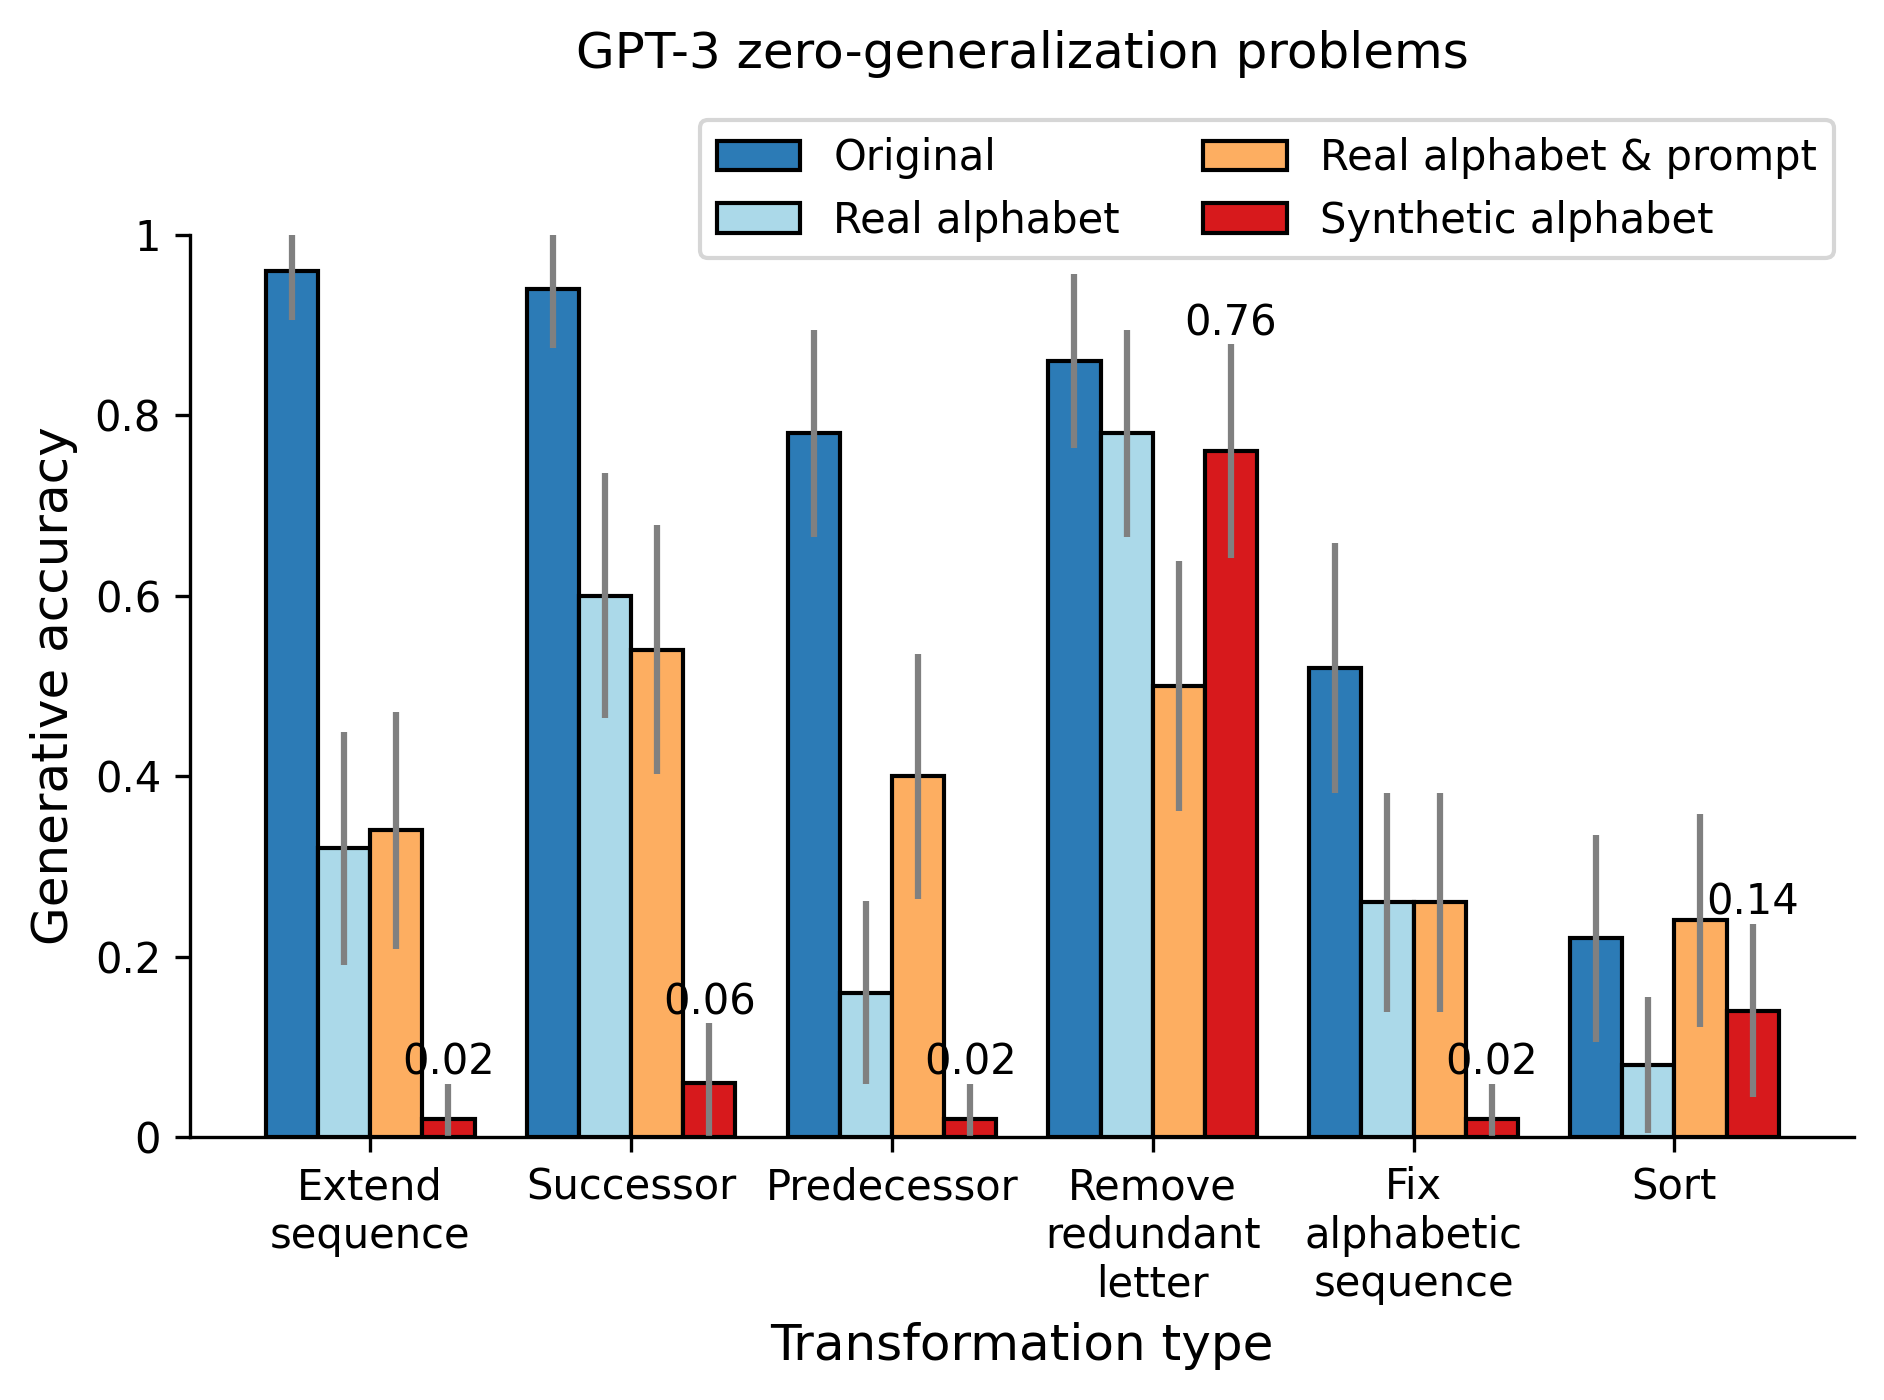 GPT-3 zero-generalization problems
Original
Real alphabet
Real alphabet & prompt
Synthetic alphabet
Generative accuracy
1
0.8
0.6
0.4
0.2
0
0.02
0.06
0.02
0.76
0.02
0.14
Extend
sequence
Successor
Predecessor
Remove
redundant
letter
Fix
alphabetic
sequence
Sort
Transformation type